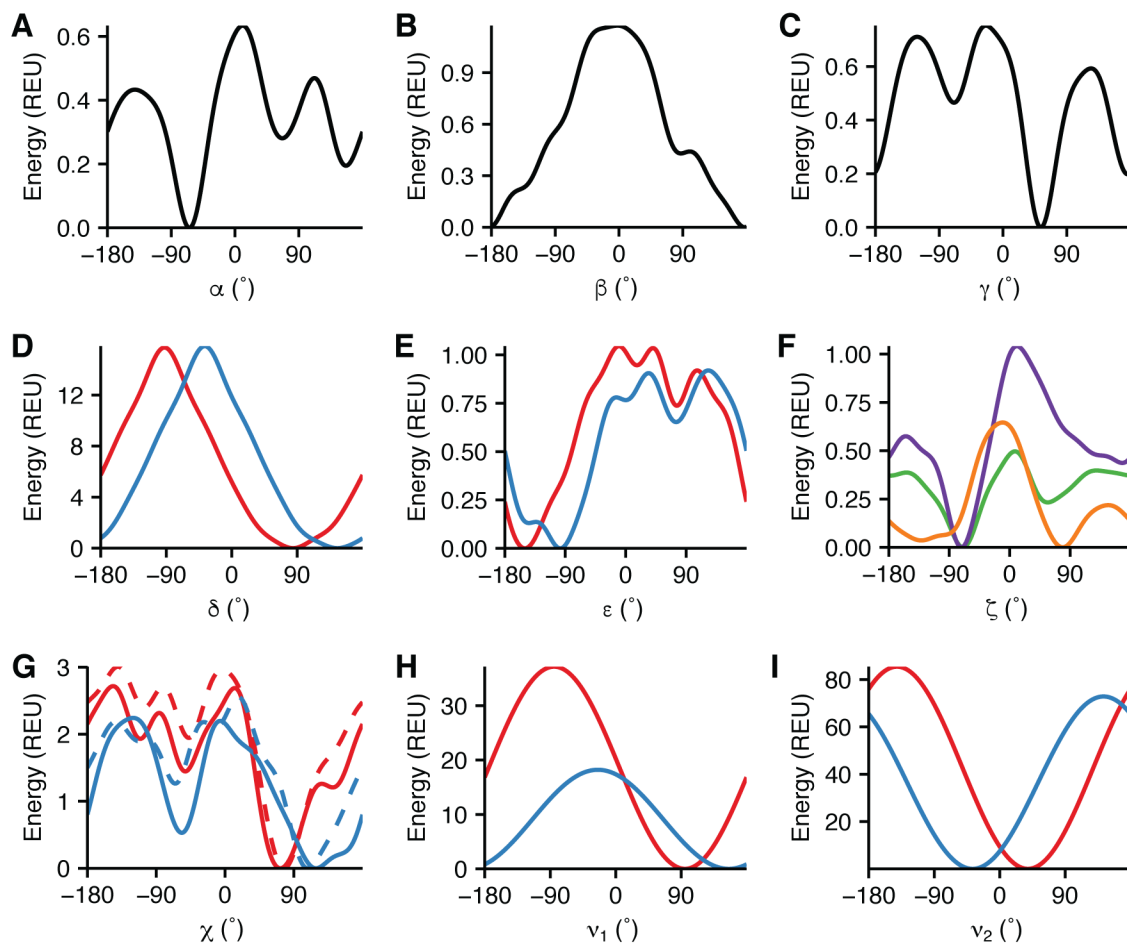 A
Energy (REU)
0.6
0.4
0.2
0.0
−180 −90 0 90
α (˚)
B
Energy (REU)
0.9
0.6
0.3
0.0
−180 −90 0 90
β (˚)
C
Energy (REU)
0.6
0.4
0.2
0.0
−180 −90 0 90
γ (˚)
D
Energy (REU)
12
8
4
0
−180 −90 0 90
δ (˚)
E
Energy (REU)
1.00
0.75
0.50
0.25
0.00
−180 −90 0 90
ε (˚)
F
Energy (REU)
1.00
0.75
0.50
0.25
0.00
−180 −90 0 90
ζ (˚)
G
Energy (REU)
3
2
1
0
−180 −90 0 90
χ (˚)
H
Energy (REU)
30
20
10
0
−180 −90 0 90
ν₁ (˚)
I
Energy (REU)
80
60
40
20
−180 −90 0 90
ν₂ (˚)